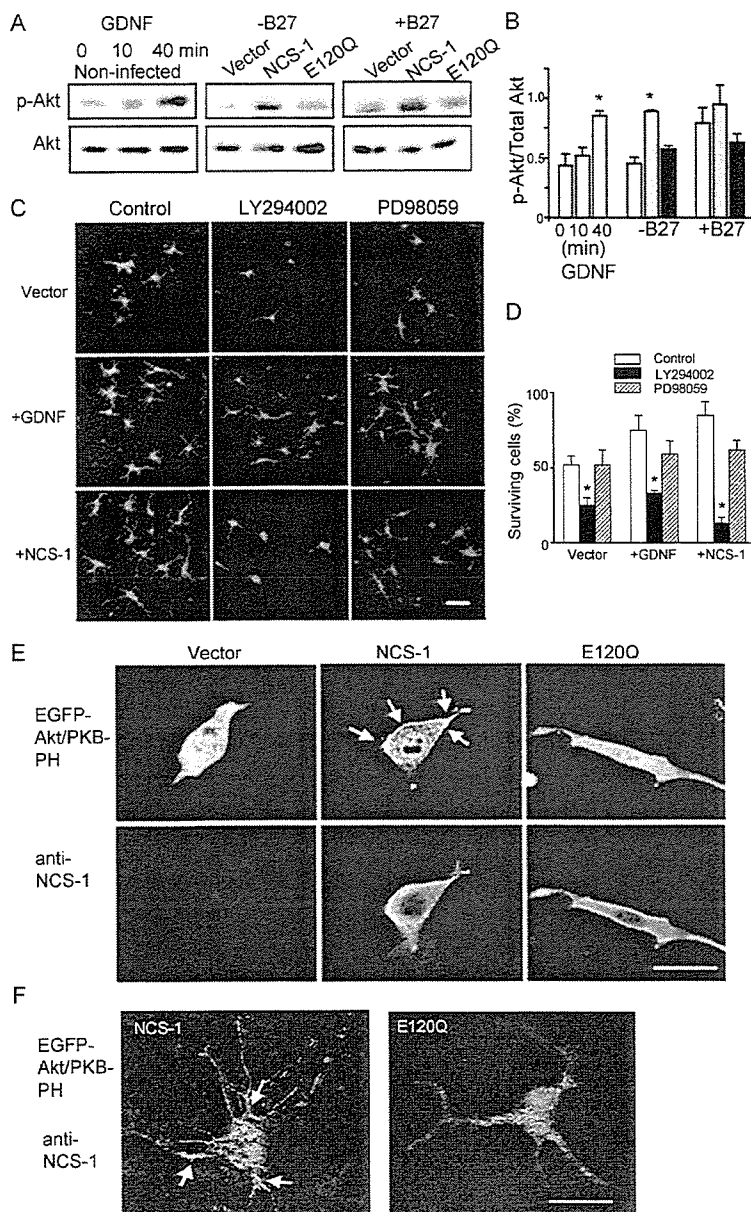 A
GDNF
0 10 40 min
Non-infected
-B27
Vector
NCS-1
E120Q
+B27
Vector
NCS-1
E120Q
p-Akt
Akt
B
p-Akt/Total Akt
1
0.5
0
*
*
0 10 40
(min)
GDNF
-B27
+B27
C
Control
LY294002
PD98059
Vector
+GDNF
+NCS-1
D
Control
LY294002
PD98059
Surviving cells (%)
100
50
0
*
*
*
Vector
+GDNF
+NCS-1
E
Vector
NCS-1
E120Q
EGFP-
Akt/PKB-
PH
anti-
NCS-1
F
EGFP-
Akt/PKB-
PH
anti-
NCS-1
NCS-1
E120Q